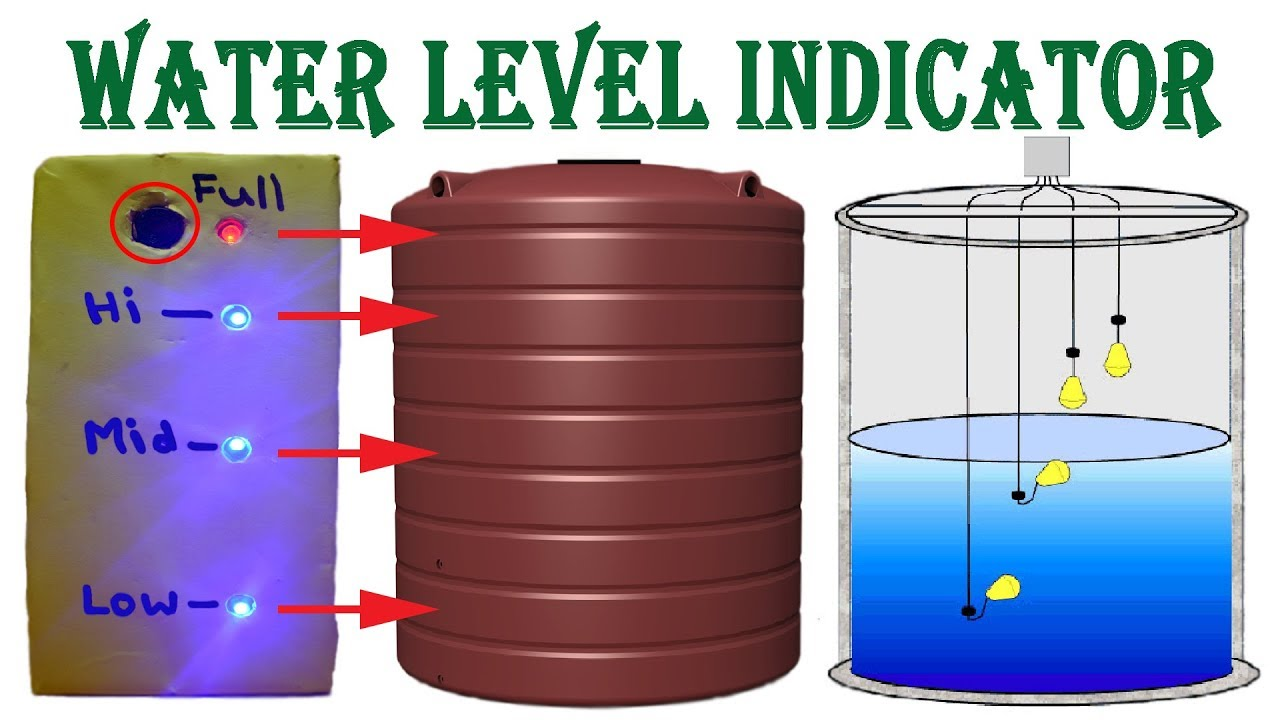 WATER LEVEL INDICATOR
Full
Hi
Mid
Low